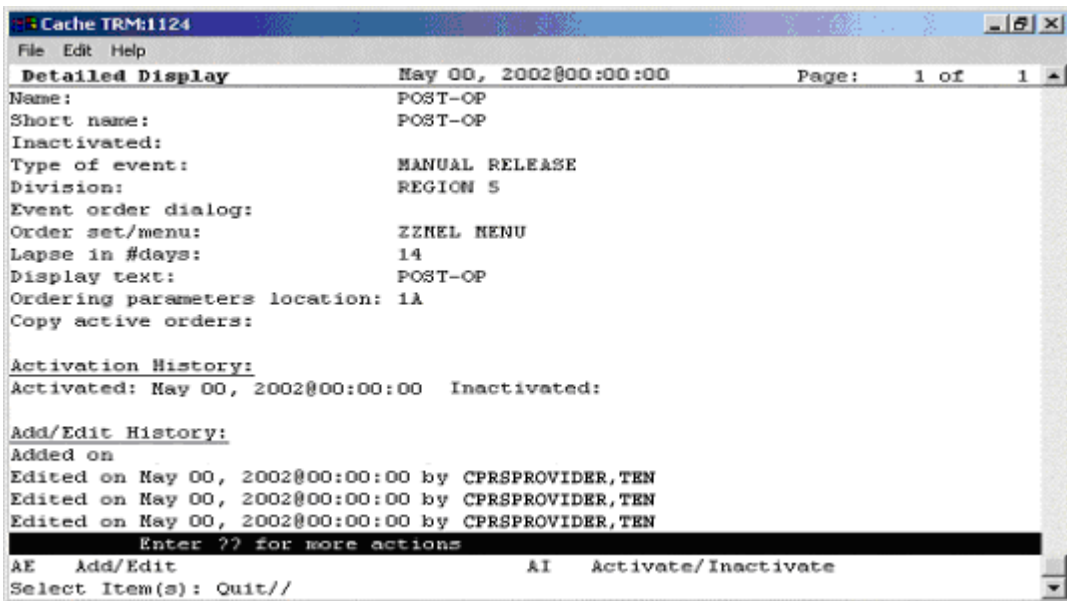 Cache TRM:1124
File Edit Help
Detailed Display May 00, 2002@00:00:00 Page: 1 of 1
Name: POST-OP
Short name: POST-OP
Inactivated:
Type of event: MANUAL RELEASE
Division: REGION 5
Event order dialog:
Order set/menu: ZZMEL MENU
Lapse in #days: 14
Display text: POST-OP
Ordering parameters location: 1A
Copy active orders:
Activation History:
Activated: May 00, 2002@00:00:00 Inactivated:
Add/Edit History:
Added on
Edited on May 00, 2002@00:00:00 by CPRSPROVIDER,TEN
Edited on May 00, 2002@00:00:00 by CPRSPROVIDER,TEN
Edited on May 00, 2002@00:00:00 by CPRSPROVIDER,TEN
Enter ?? for more actions
AE Add/Edit AI Activate/Inactivate
Select Item(s): Quit//